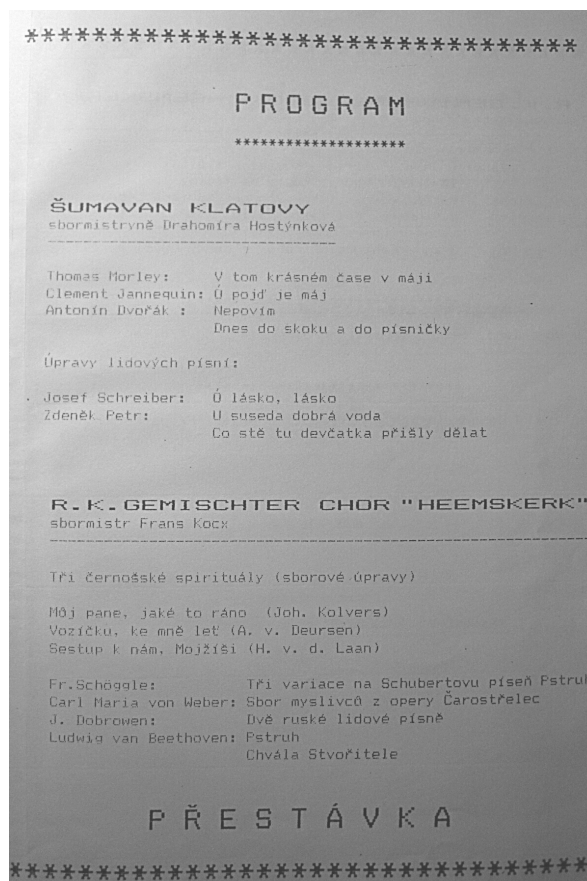 *********************************
PROGRAM
********************
ŠUMAVAN KLATOVY
sbormistryně Drahomíra Hostýnková
---------------------------------
Thomas Morley: V tom krásném čase v máji
Clement Jannequin: Ó pojď je máj
Antonín Dvořák : Nepovím
Dnes do skoku a do písničky
Úpravy lidových písní:
Josef Schreiber: Ó lásko, lásko
Zdeněk Petr: U suseda dobrá voda
Co stě tu devčatka přišly dělat
R.K.GEMISCHTER CHOR "HEEMSKERK"
sbormistr Frans Kocx
--------------------------------------------------------------
Tři černošské spirituály (sborové úpravy)
Mój pane, jaké to ráno (Joh. Kolvers)
Vozíčku, ke mně leť (A. v. Deursen)
Sestup k nám, Mojžíši (H. v. d. Laan)
Fr.Schöggle: Tři variace na Schubertovu píseň Pstruh
Carl Maria von Weber: Sbor myslivců z opery Čarostřelec
J. Dobrowen: Dvě ruské lidové písně
Ludwig van Beethoven: Pstruh
Chvála Stvořitele
PŘESTÁVKA
*********************************